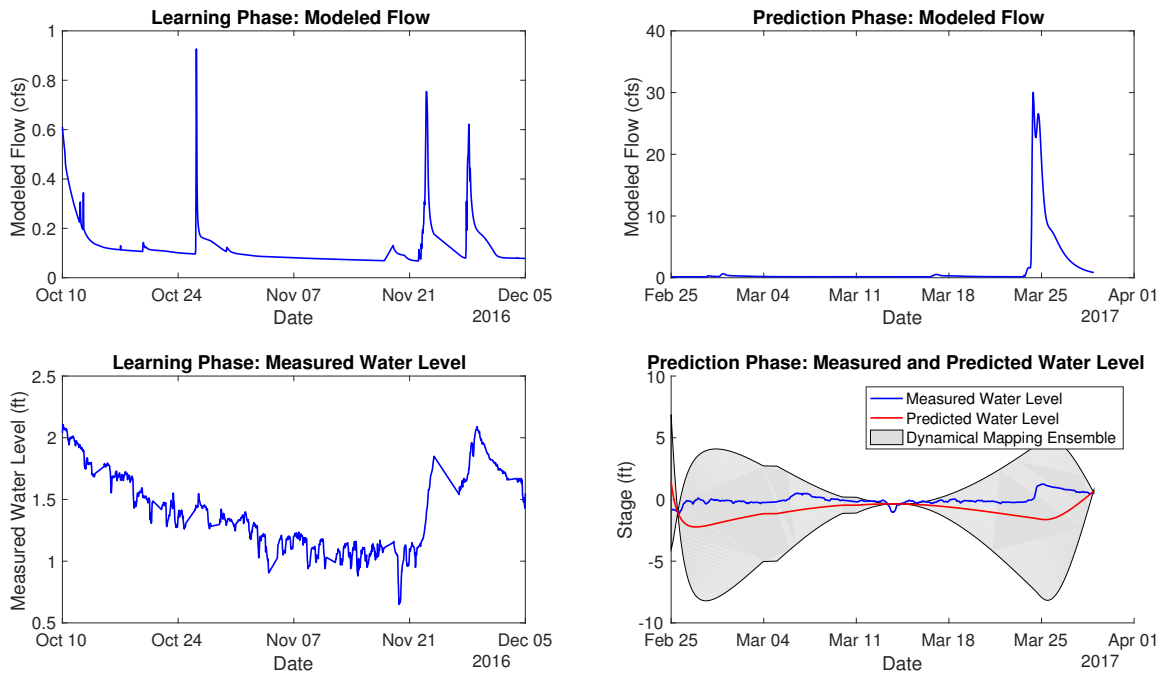 Learning Phase: Modeled Flow
1
0.8
0.6
0.4
0.2
0
Modeled Flow (cfs)
Oct 10 Oct 24 Nov 07 Nov 21 Dec 05
Date 2016
Prediction Phase: Modeled Flow
40
30
20
10
0
Modeled Flow (cfs)
Feb 25 Mar 04 Mar 11 Mar 18 Mar 25 Apr 01
Date 2017
Learning Phase: Measured Water Level
2.5
2
1.5
1
0.5
Measured Water Level (ft)
Oct 10 Oct 24 Nov 07 Nov 21 Dec 05
Date 2016
Prediction Phase: Measured and Predicted Water Level
10
5
0
-5
-10
Stage (ft)
Measured Water Level
Predicted Water Level
Dynamical Mapping Ensemble
Feb 25 Mar 04 Mar 11 Mar 18 Mar 25 Apr 01
Date 2017